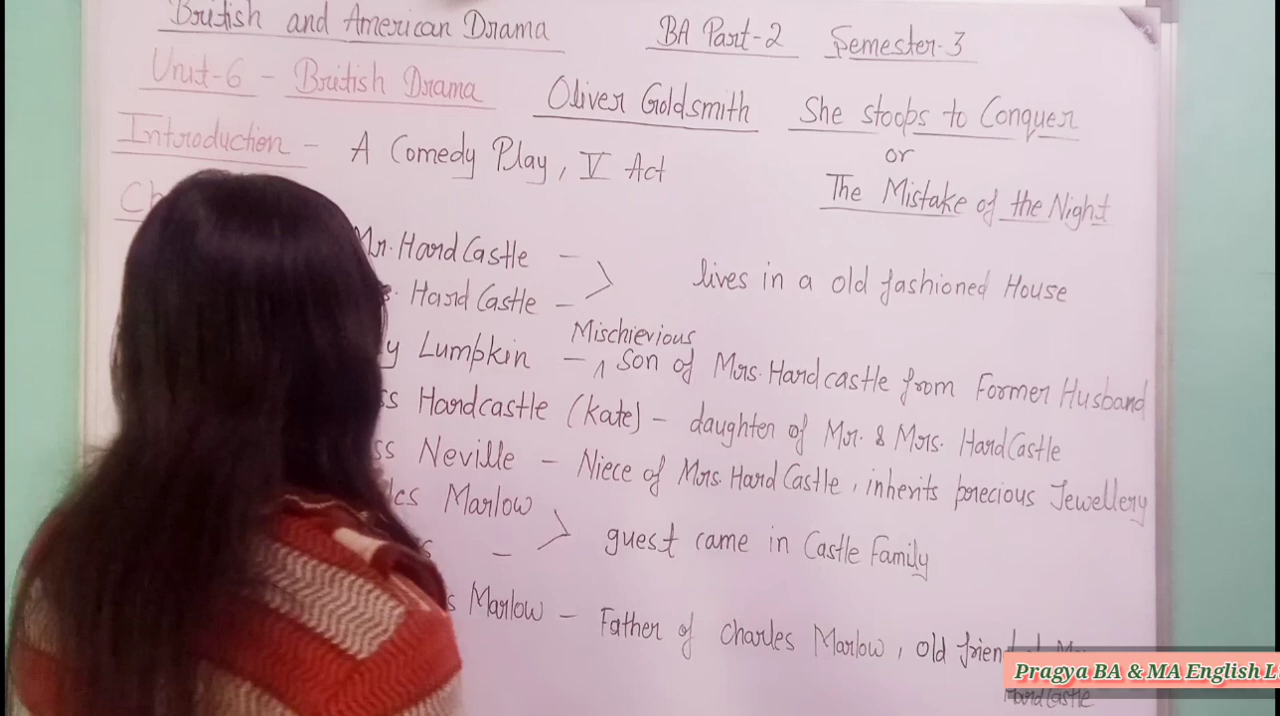 British and American Drama BA Part-2 Semester-3
Unit-6 - British Drama Oliver Goldsmith She stoops to Conquer
or
The Mistake of the Night
Introduction - A Comedy Play, V Act
Mr. HardCastle -
Hard Castle - lives in a old fashioned House
Lumpkin - Mischievious son of Mrs. Hardcastle from Former Husband
Hardcastle (Kate) - daughter of Mr. & Mrs. HardCastle
Neville - Niece of Mrs. Hard Castle, inherits precious Jewellery
Marlow
- guest came in Castle Family
Marlow - Father of Charles Marlow, old friend
HardCastle
Pragya BA & MA English